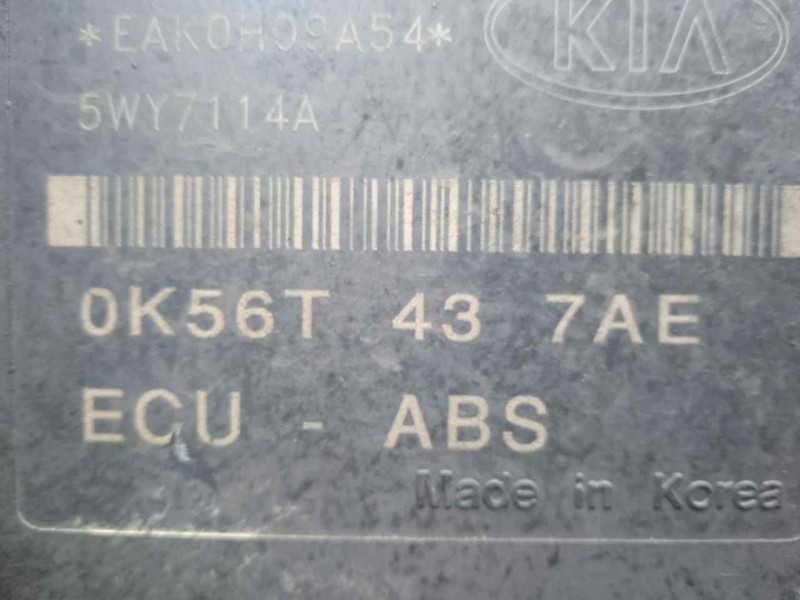 *EAK0H09A54*
KIA
5WY7114A
0K56T 43 7AE
ECU - ABS
Made in Korea